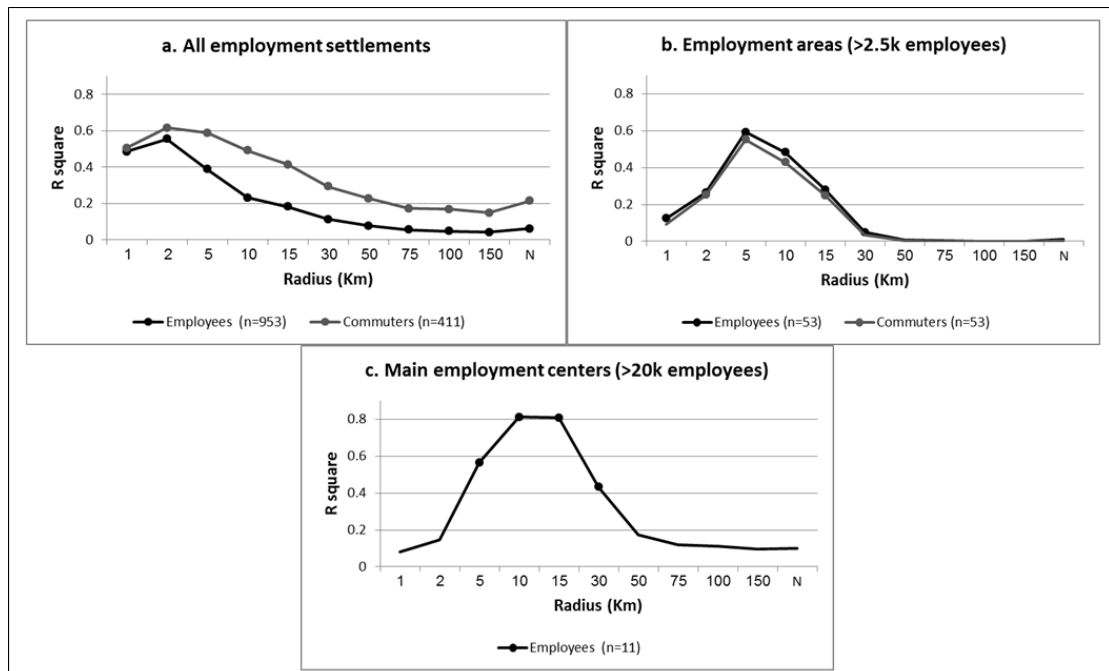 a. All employment settlements
0.8
0.6
0.4
0.2
0
R square
1 2 5 10 15 30 50 75 100 150 N
Radius (Km)
Employees (n=953) Commuters (n=411)
b. Employment areas (>2.5k employees)
0.8
0.6
0.4
0.2
0
R square
1 2 5 10 15 30 50 75 100 150 N
Radius (Km)
Employees (n=53) Commuters (n=53)
c. Main employment centers (>20k employees)
0.8
0.6
0.4
0.2
0
R square
1 2 5 10 15 30 50 75 100 150 N
Radius (Km)
Employees (n=11)